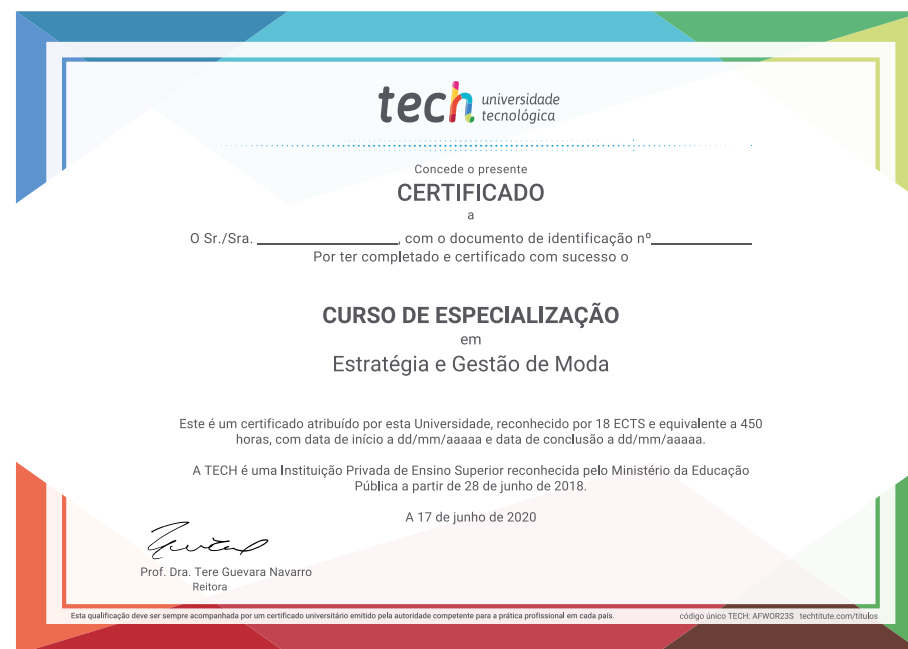 tech universidade
tecnológica
Concede o presente
CERTIFICADO
a
O Sr./Sra. ____________________, com o documento de identificação nº______________
Por ter completado e certificado com sucesso o
CURSO DE ESPECIALIZAÇÃO
em
Estratégia e Gestão de Moda
Este é um certificado atribuído por esta Universidade, reconhecido por 18 ECTS e equivalente a 450
horas, com data de início a dd/mm/aaaaa e data de conclusão a dd/mm/aaaaa.
A TECH é uma Instituição Privada de Ensino Superior reconhecida pelo Ministério da Educação
Pública a partir de 28 de junho de 2018.
A 17 de junho de 2020
Prof. Dra. Tere Guevara Navarro
Reitora
Esta qualificação deve ser sempre acompanhada por um certificado universitário emitido pela autoridade competente para a prática profissional em cada país. código único TECH: AFWOR23S techtitute.com/titulos